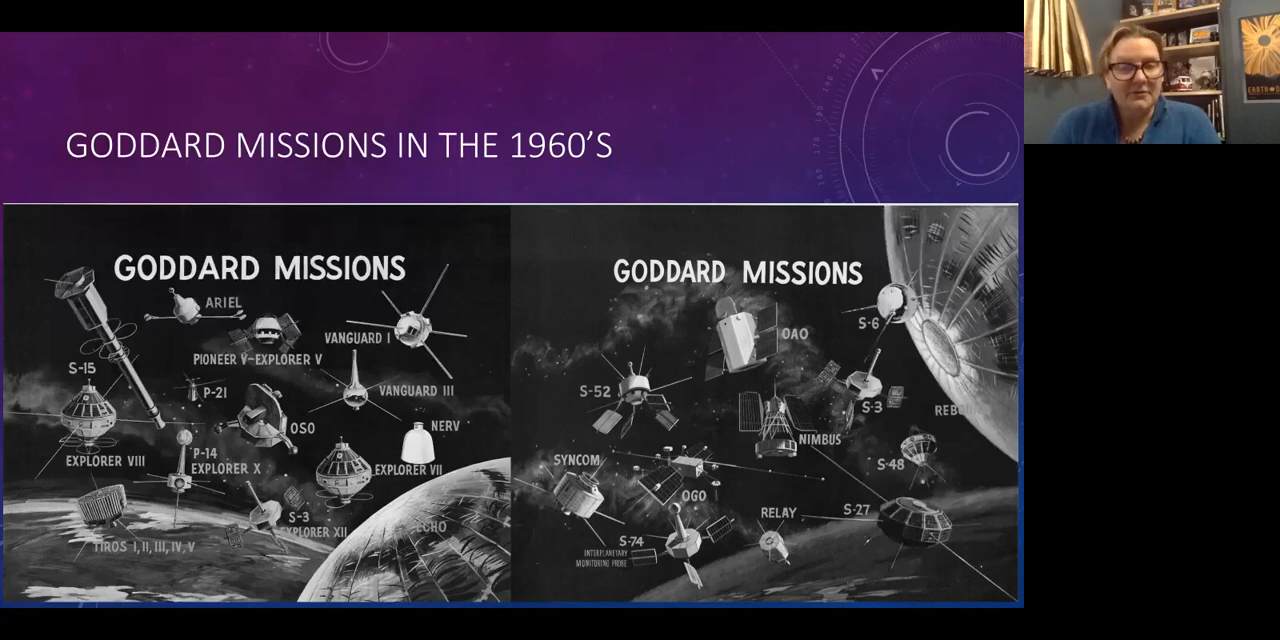 GODDARD MISSIONS IN THE 1960'S
GODDARD MISSIONS
ARIEL
VANGUARD I
PIONEER V-EXPLORER V
S-15
P-21
VANGUARD III
OSO
NERV
P-14
EXPLORER VIII
EXPLORER X
EXPLORER VII
S-3
EXPLORER XII
ECHO
TIROS I, II, III, IV, V
GODDARD MISSIONS
S-6
OAO
S-52
S-3
NIMBUS
SYNCOM
S-48
OGO
S-27
RELAY
S-74
INTERPLANETARY
MONITORING PROBE
EARTH